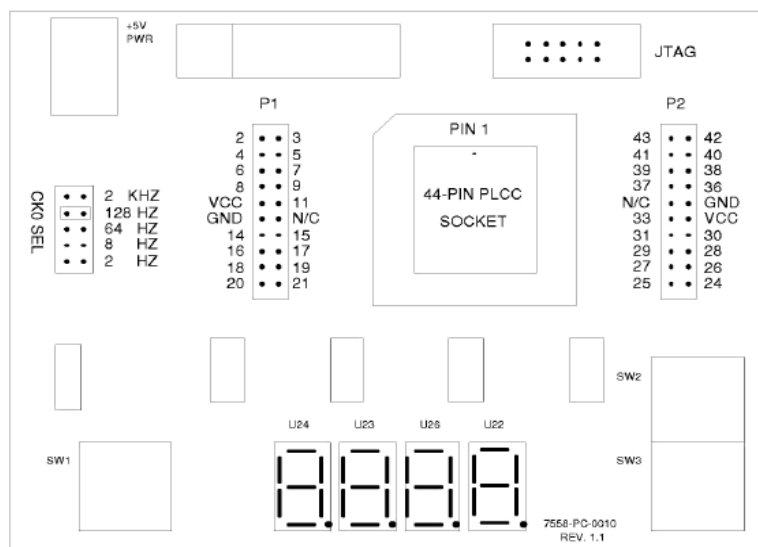 +5V
PWR
JTAG
P1
P2
PIN 1
2 3
4 5
6 7
8 9
VCC 11
GND N/C
14 15
16 17
18 19
20 21
44-PIN PLCC
SOCKET
43 42
41 40
39 38
37 36
N/C GND
33 VCC
31 30
29 28
27 26
25 24
CK0 SEL
2 KHZ
128 HZ
64 HZ
8 HZ
2 HZ
SW2
U24 U23 U26 U22
SW1
SW3
7558-PC-0010
REV. 1.1